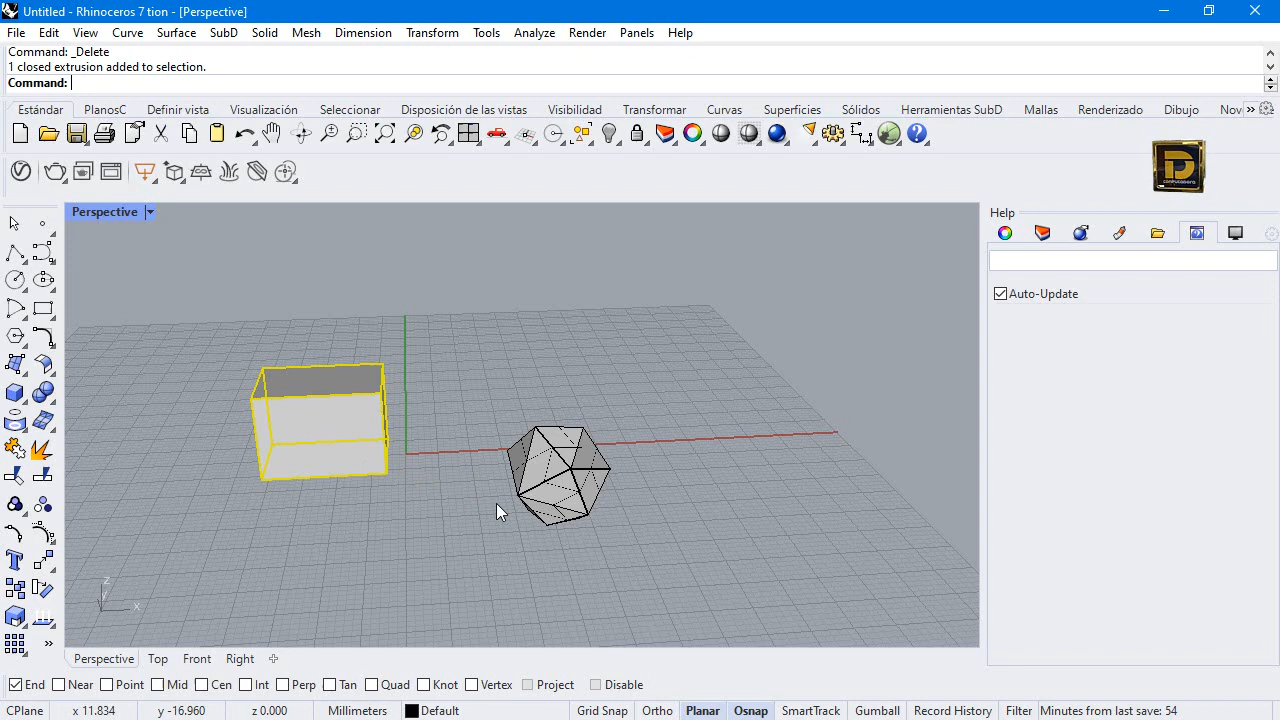 Untitled - Rhinoceros 7 tion - [Perspective]
File Edit View Curve Surface SubD Solid Mesh Dimension Transform Tools Analyze Render Panels Help
Command: _Delete
1 closed extrusion added to selection.
Command:
Estándar PlanosC Definir vista Visualización Seleccionar Disposición de las vistas Visibilidad Transformar Curvas Superficies Sólidos Herramientas SubD Mallas Renderizado Dibujo Nov »
Perspective
Help
Auto-Update
z
y
x
Perspective Top Front Right
End Near Point Mid Cen Int Perp Tan Quad Knot Vertex Project Disable
CPlane x 11.834 y -16.960 z 0.000 Millimeters Default Grid Snap Ortho Planar Osnap SmartTrack Gumball Record History Filter Minutes from last save: 54